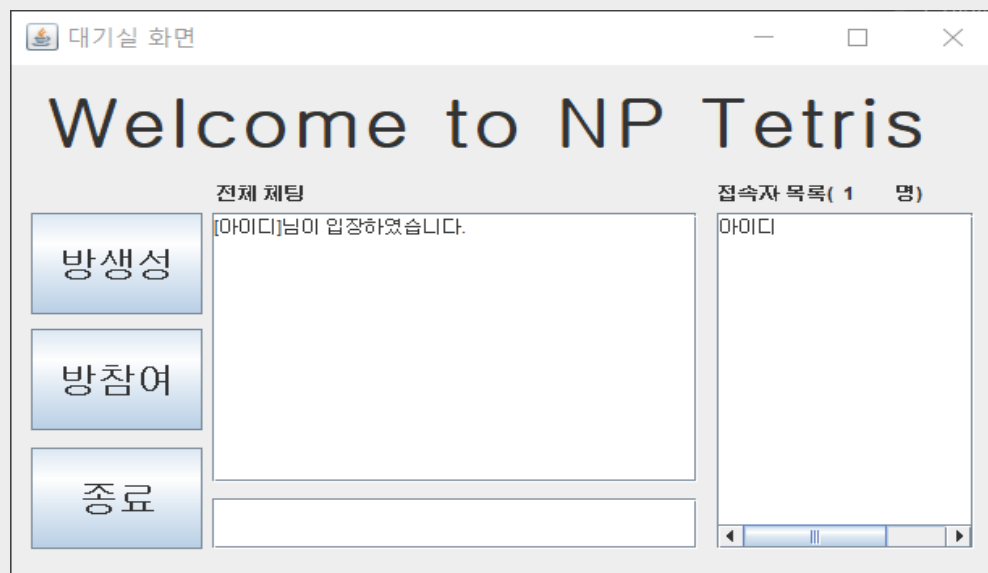 대기실 화면
Welcome to NP Tetris
전체 체팅
접속자 목록( 1 명)
방생성
[아이디]님이 입장하였습니다.
아이디
방참여
종료